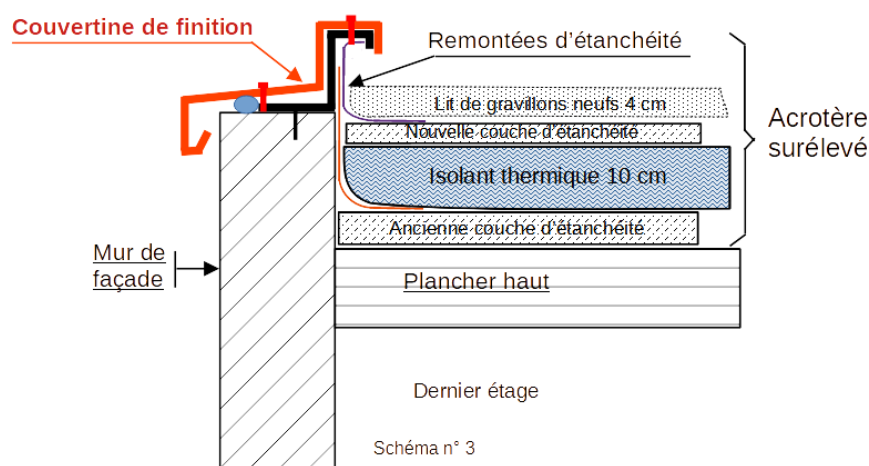 Couvertine de finition
Remontées d'étanchéité
Lit de gravillons neufs 4 cm
Nouvelle couche d'étanchéité
Acrotère
surélevé
Isolant thermique 10 cm
Ancienne couche d'étanchéité
Mur de
façade
Plancher haut
Dernier étage
Schéma n° 3